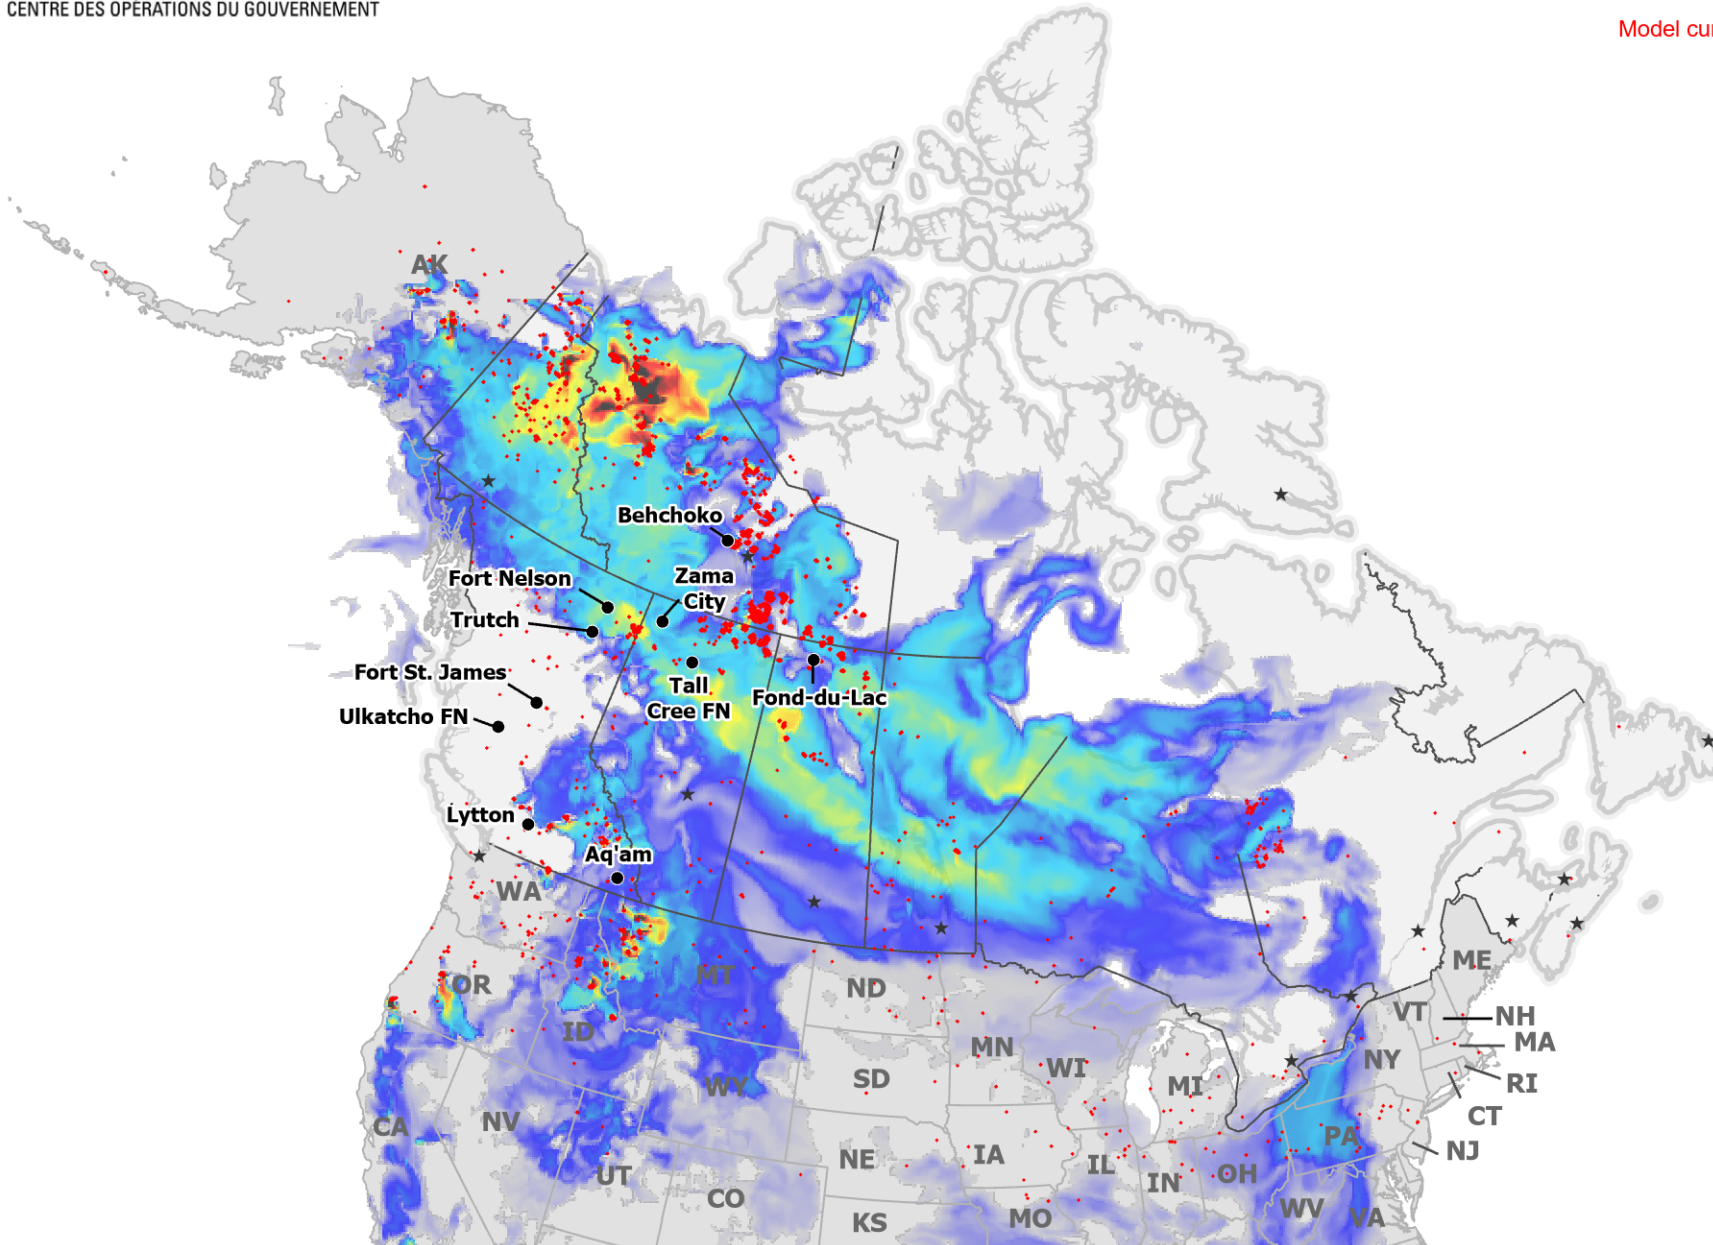 CENTRE DES OPÉRATIONS DU GOUVERNEMENT
Model cur
AK
Behchoko
Fort Nelson
Zama
City
Trutch
Fort St. James
Tall
Cree FN
Fond-du-Lac
Ulkatcho FN
Lytton
Aq'am
WA
OR
MT
ND
ME
ID
VT
NH
MN
MA
WI
NY
SD
WY
MI
RI
CA
NV
CT
PA
NJ
NE
IA
IL
OH
IN
UT
CO
WV
VA
MO
KS